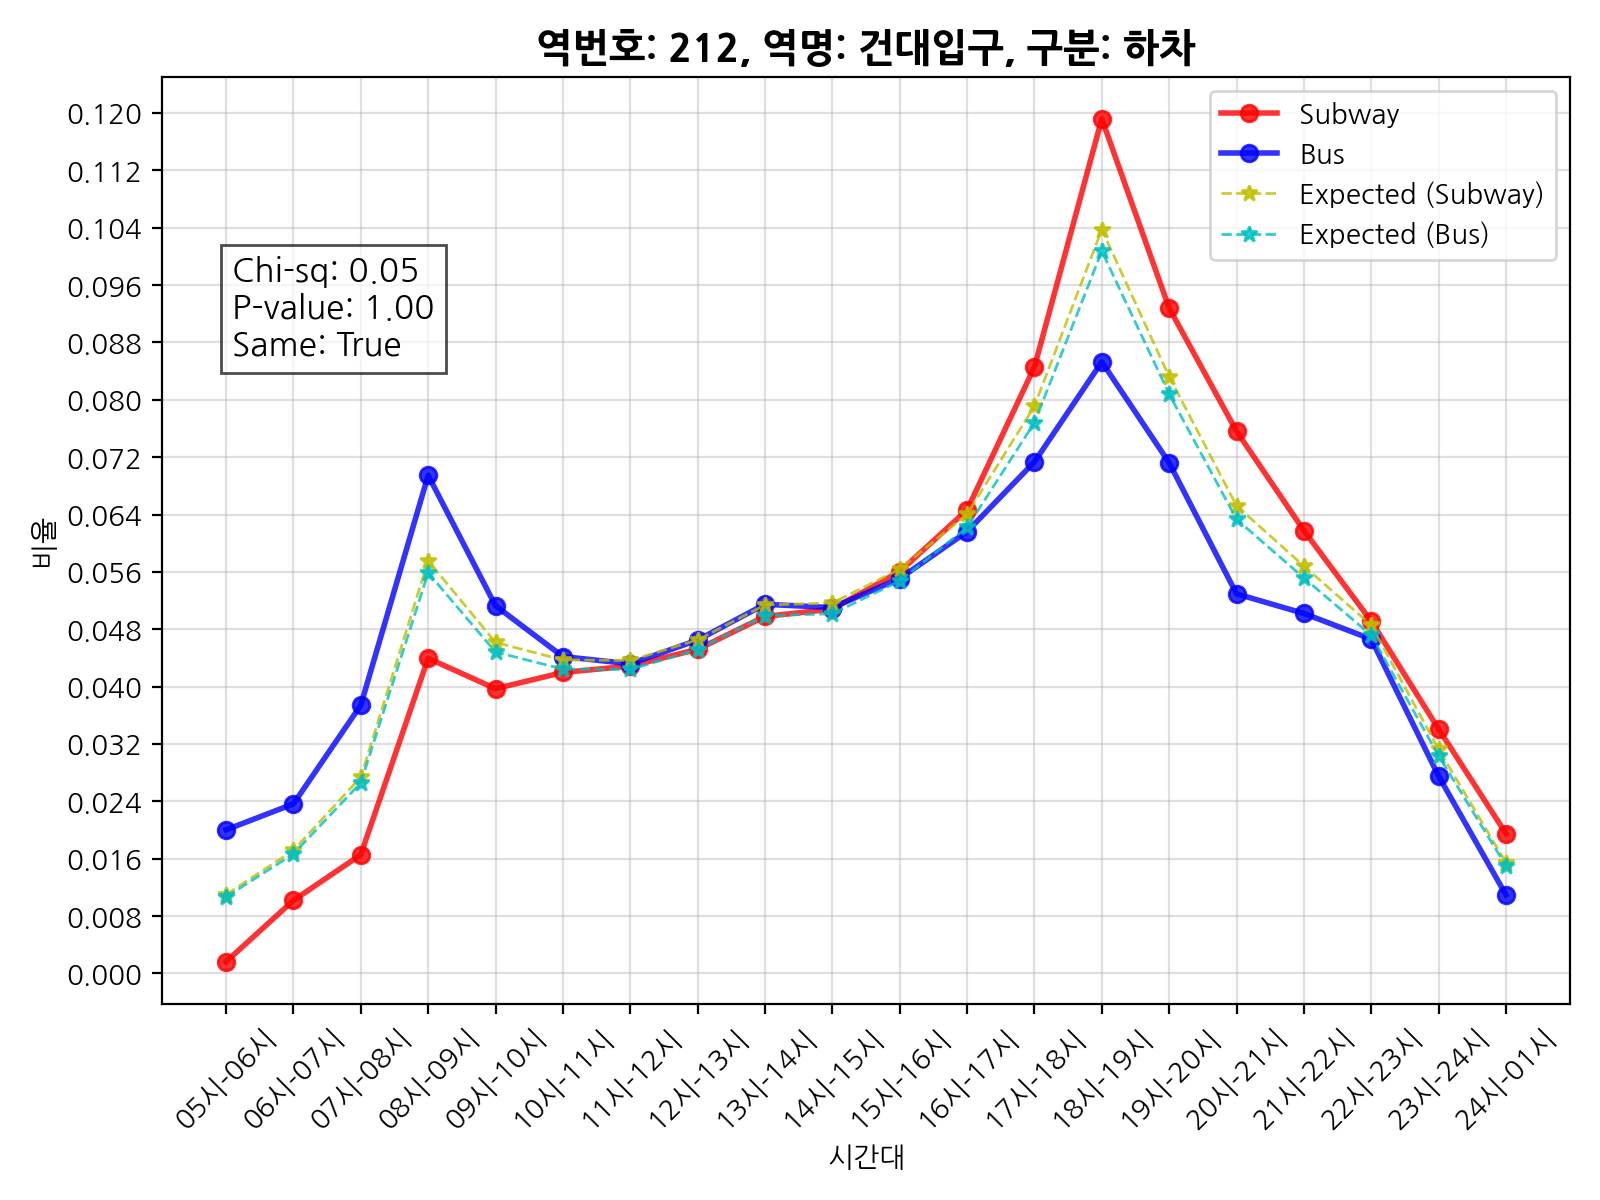 역번호: 212, 역명: 건대입구, 구분: 하차
0.120
0.112
0.104
0.096
0.088
0.080
0.072
0.064
0.056
0.048
0.040
0.032
0.024
0.016
0.008
0.000
비율
Chi-sq: 0.05
P-value: 1.00
Same: True
Subway
Bus
Expected (Subway)
Expected (Bus)
05시-06시
06시-07시
07시-08시
08시-09시
09시-10시
10시-11시
11시-12시
12시-13시
13시-14시
14시-15시
15시-16시
16시-17시
17시-18시
18시-19시
19시-20시
20시-21시
21시-22시
22시-23시
23시-24시
24시-01시
시간대